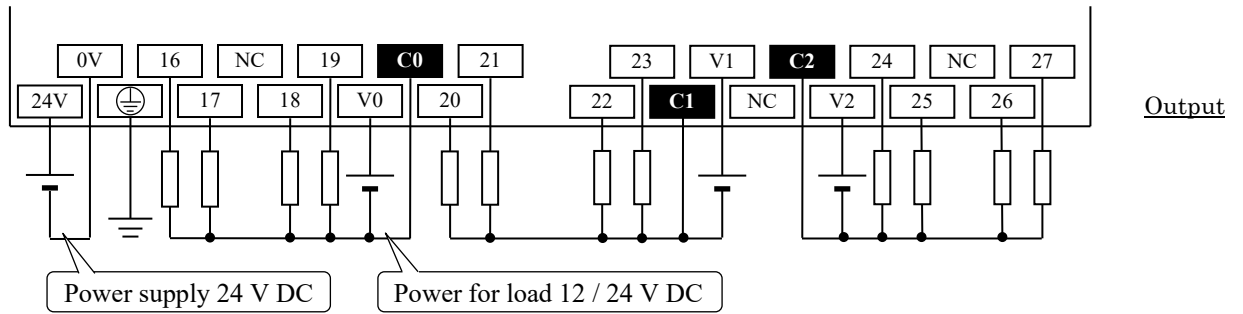 0V 16 NC 19 C0 21 23 V1 C2 24 NC 27
24V 17 18 V0 20 22 C1 NC V2 25 26
Output
Power supply 24 V DC
Power for load 12 / 24 V DC